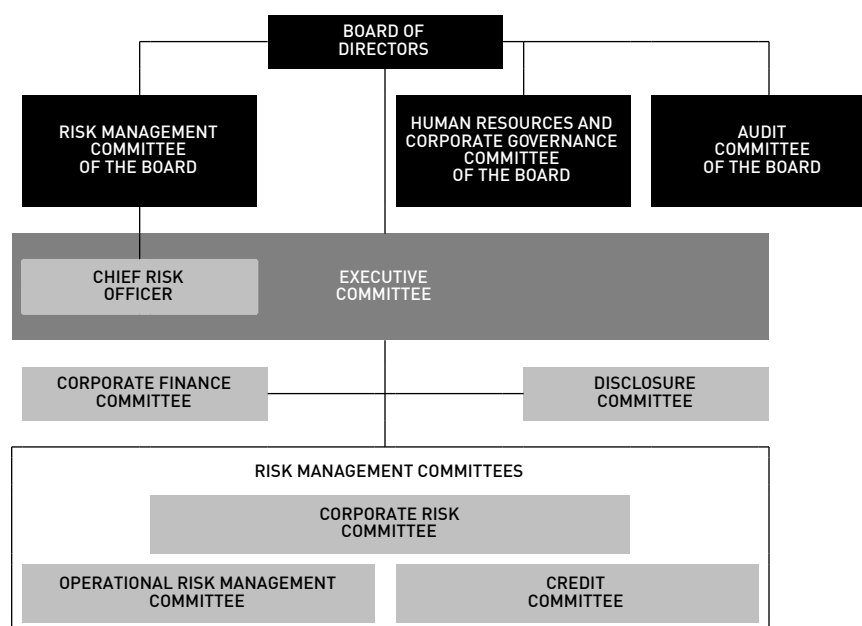 BOARD OF
DIRECTORS
RISK MANAGEMENT
COMMITTEE
OF THE BOARD
HUMAN RESOURCES AND
CORPORATE GOVERNANCE
COMMITTEE
OF THE BOARD
AUDIT
COMMITTEE
OF THE BOARD
CHIEF RISK
OFFICER
EXECUTIVE
COMMITTEE
CORPORATE FINANCE
COMMITTEE
DISCLOSURE
COMMITTEE
RISK MANAGEMENT COMMITTEES
CORPORATE RISK
COMMITTEE
OPERATIONAL RISK MANAGEMENT
COMMITTEE
CREDIT
COMMITTEE